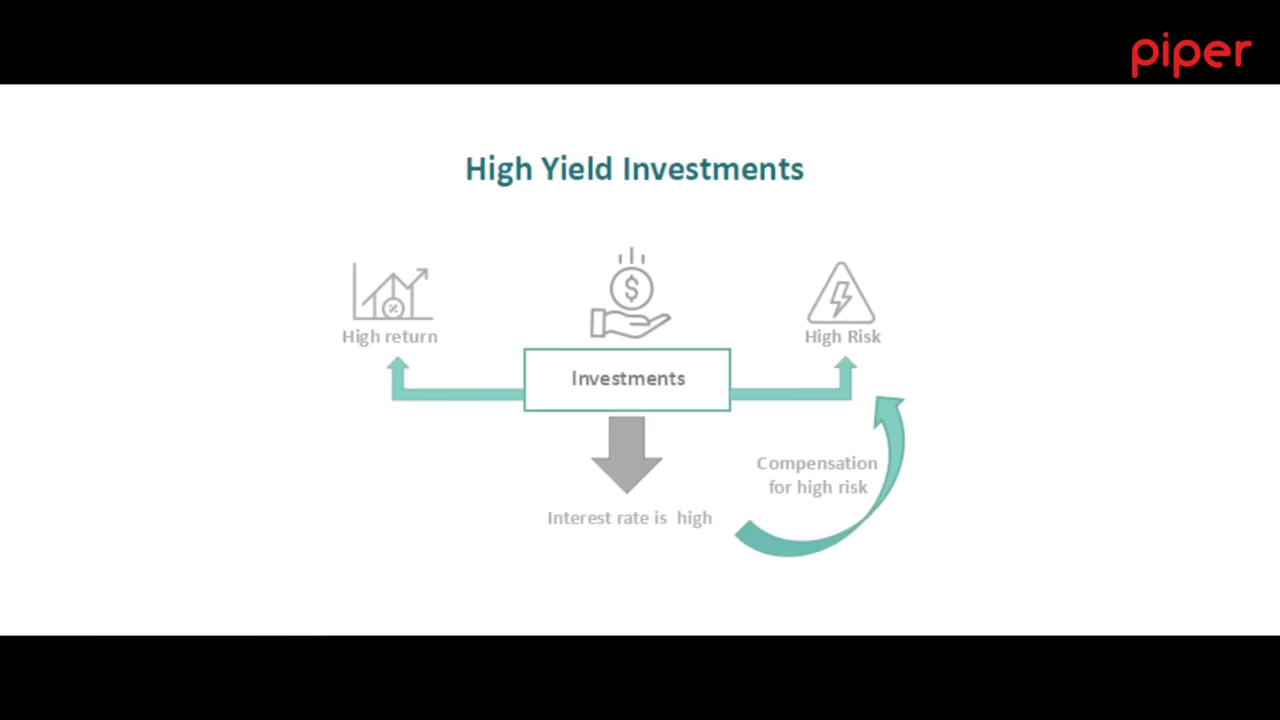 piper
High Yield Investments
High return
High Risk
Investments
Compensation
for high risk
Interest rate is high